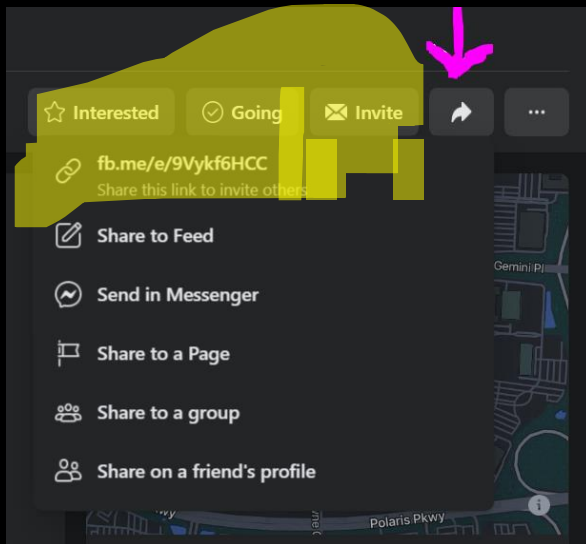 Interested
Going
Invite
fb.me/e/9Vykf6HCC
Share this link to invite others
Share to Feed
Gemini Pl
Send in Messenger
Share to a Page
Share to a group
Share on a friend's profile
Polaris Pkwy